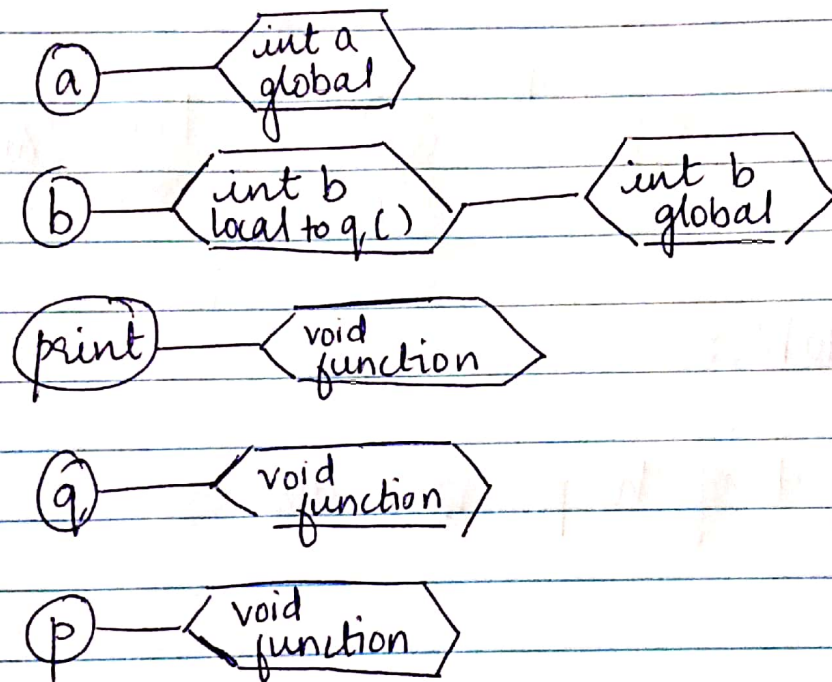 a
int a
global
b
int b
local to q()
int b
global
print
void
function
q
void
function
p
void
function